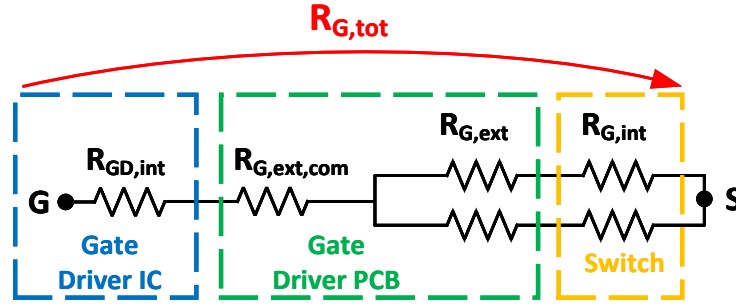 R_G,tot
R_GD,int
R_G,ext,com
R_G,ext
R_G,int
G
S
Gate
Driver IC
Gate
Driver PCB
Switch